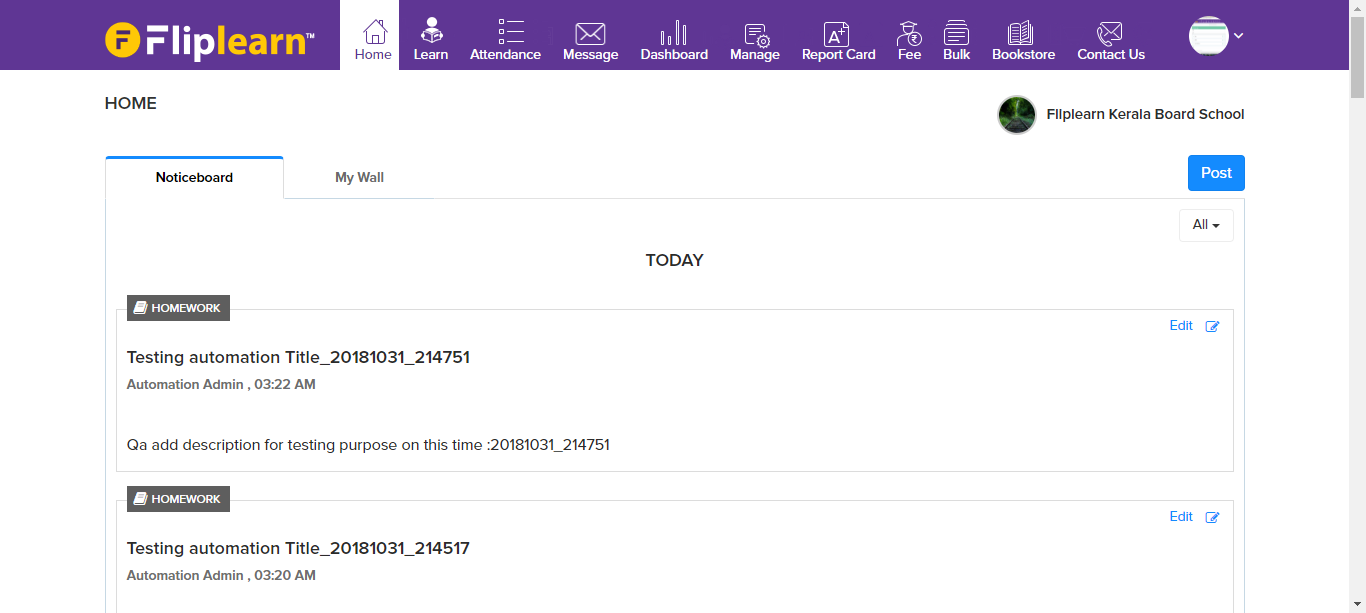 Fliplearn™
Home
Learn
Attendance
Message
Dashboard
Manage
Report Card
Fee
Bulk
Bookstore
Contact Us
HOME
Fliplearn Kerala Board School
Noticeboard
My Wall
Post
All
TODAY
HOMEWORK
Edit
Testing automation Title_20181031_214751
Automation Admin , 03:22 AM
Qa add description for testing purpose on this time :20181031_214751
HOMEWORK
Edit
Testing automation Title_20181031_214517
Automation Admin , 03:20 AM